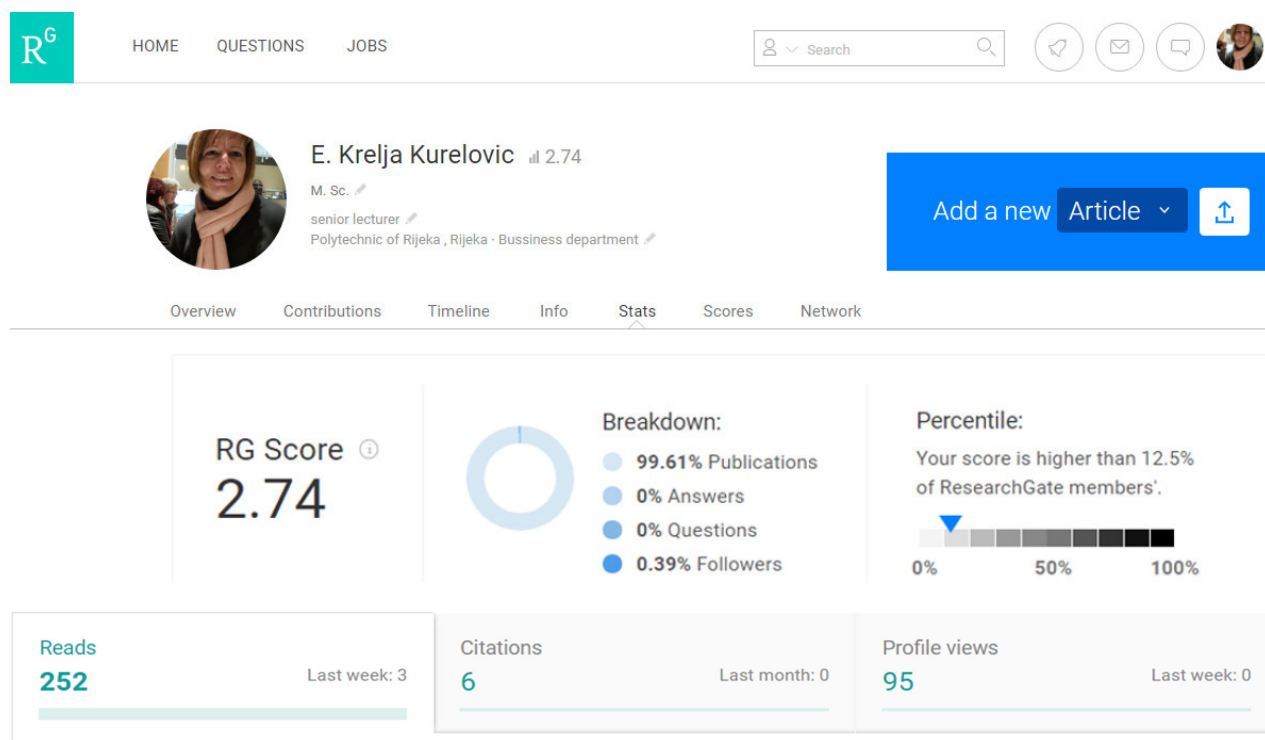 RG
HOME QUESTIONS JOBS
Search
E. Krelja Kurelovic 2.74
M. Sc.
senior lecturer
Polytechnic of Rijeka , Rijeka · Bussiness department
Add a new Article
Overview Contributions Timeline Info Stats Scores Network
RG Score
2.74
Breakdown:
99.61% Publications
0% Answers
0% Questions
0.39% Followers
Percentile:
Your score is higher than 12.5%
of ResearchGate members'.
0% 50% 100%
Reads
252 Last week: 3
Citations
6 Last month: 0
Profile views
95 Last week: 0